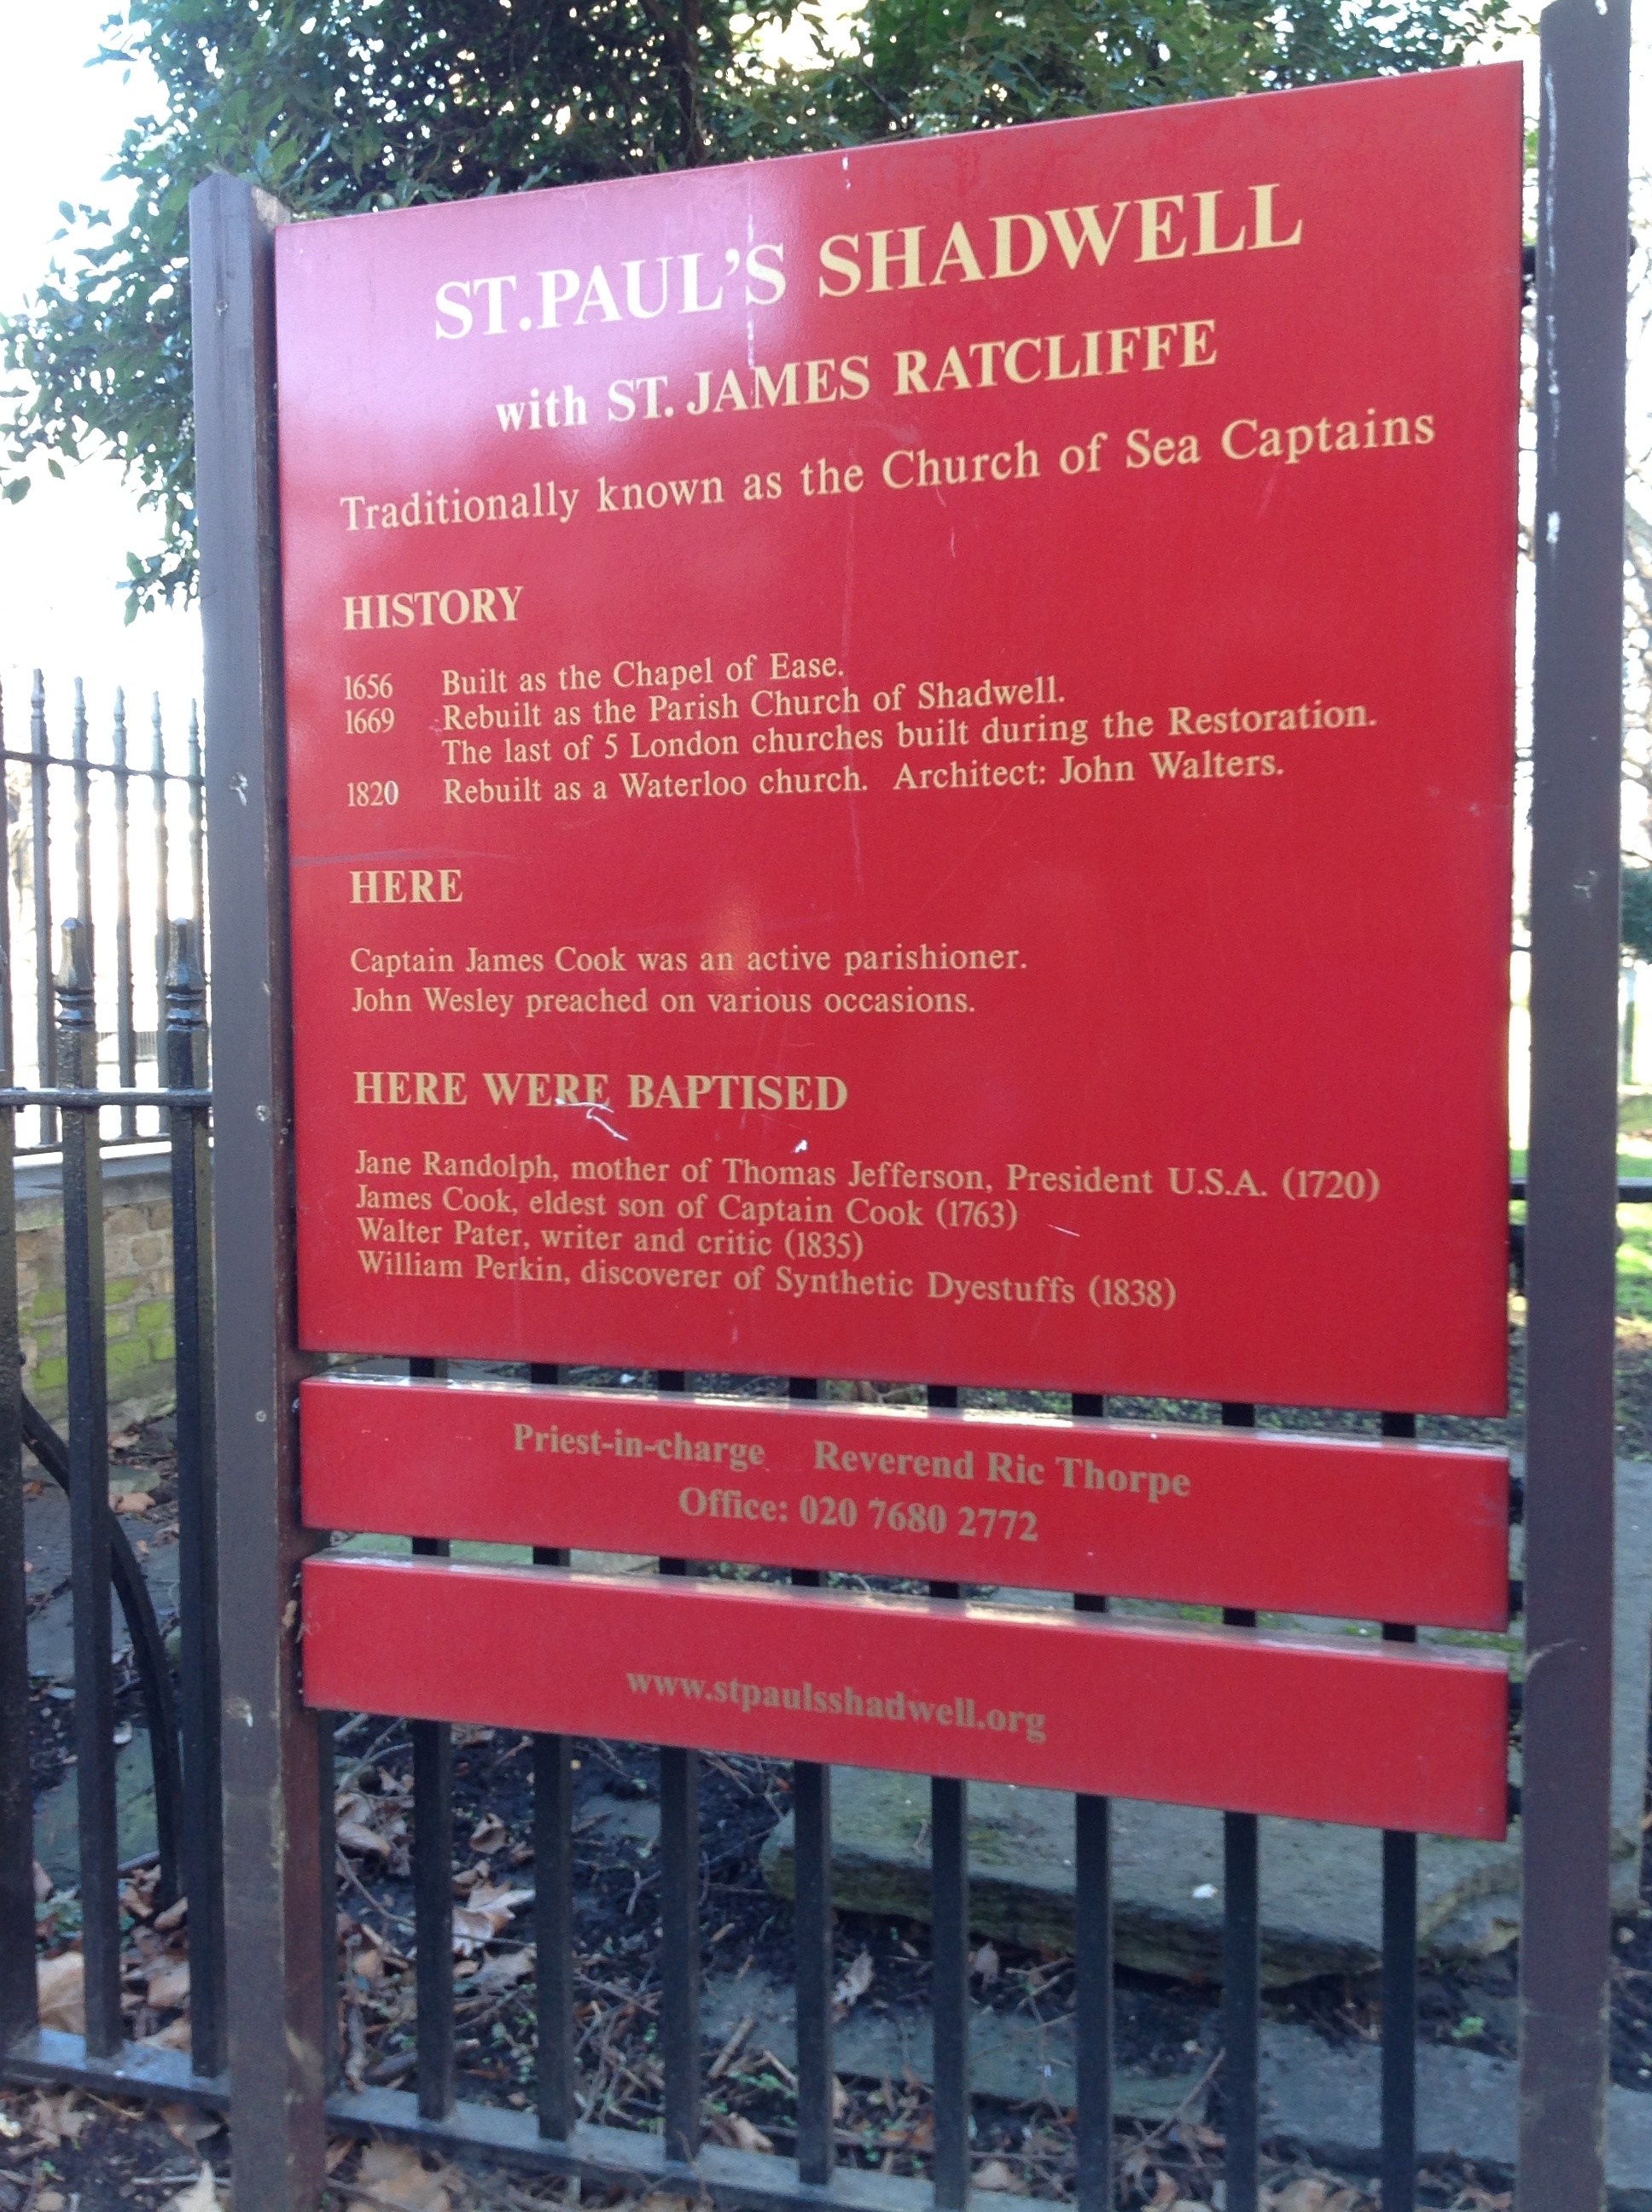 ST.PAUL'S SHADWELL
with ST. JAMES RATCLIFFE
Traditionally known as the Church of Sea Captains
HISTORY
1656 Built as the Chapel of Ease.
1669 Rebuilt as the Parish Church of Shadwell.
The last of 5 London churches built during the Restoration.
1820 Rebuilt as a Waterloo church. Architect: John Walters.
HERE
Captain James Cook was an active parishioner.
John Wesley preached on various occasions.
HERE WERE BAPTISED
Jane Randolph, mother of Thomas Jefferson, President U.S.A. (1720)
James Cook, eldest son of Captain Cook (1763)
Walter Pater, writer and critic (1835)
William Perkin, discoverer of Synthetic Dyestuffs (1838)
Priest-in-charge Reverend Ric Thorpe
Office: 020 7680 2772
www.stpaulsshadwell.org